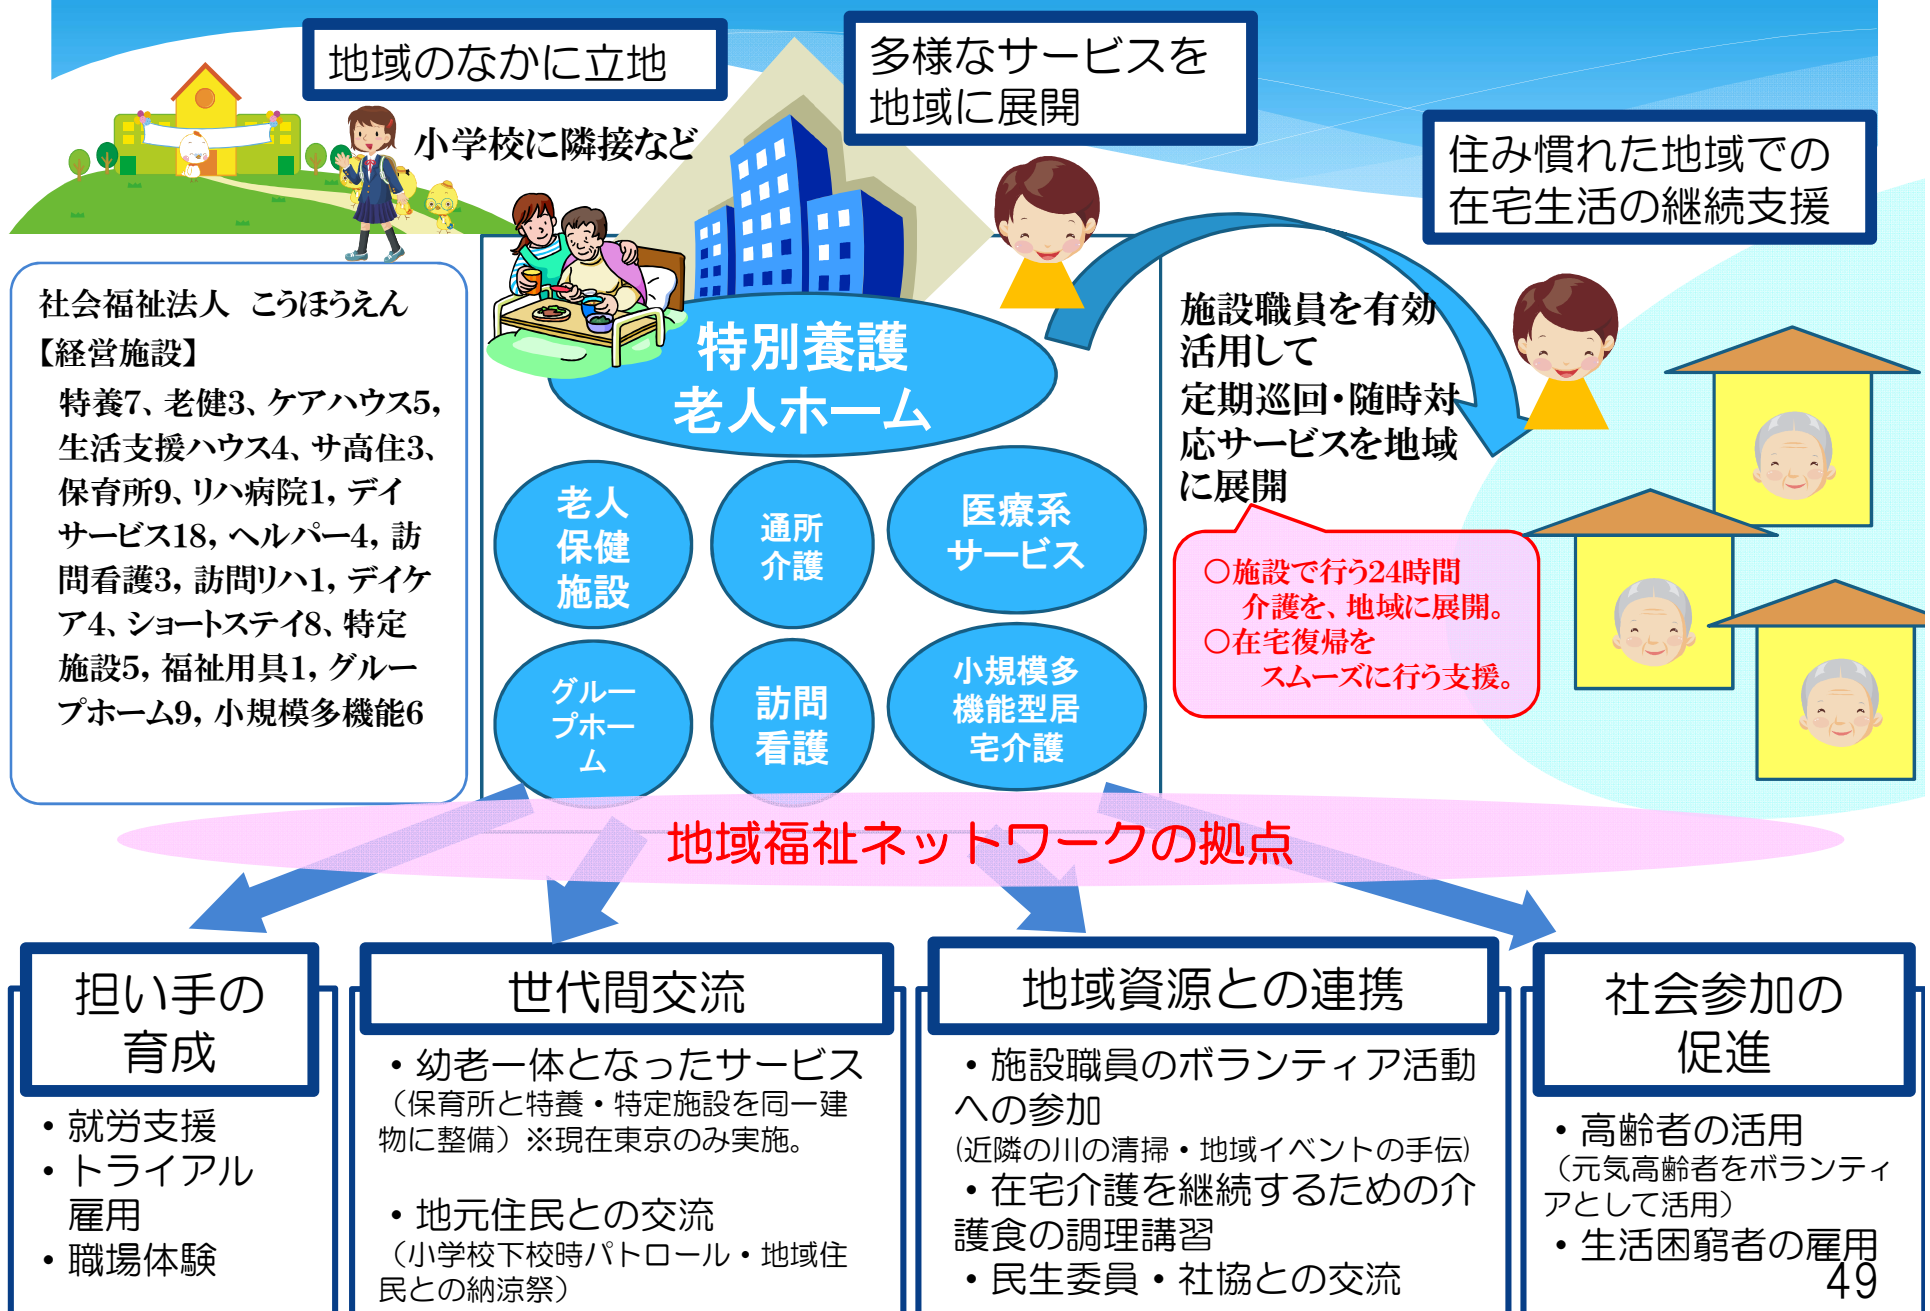 地域のなかに立地
多様なサービスを
地域に展開
小学校に隣接など
住み慣れた地域での
在宅生活の継続支援
社会福祉法人　こうほうえん
【経営施設】
特養7、老健3、ケアハウス5,
生活支援ハウス4、サ高住3、
保育所9、リハ病院1, デイ
サービス18, ヘルパー4, 訪
問看護3, 訪問リハ1, デイケ
ア4、ショートステイ8、特定
施設5, 福祉用具1, グルー
プホーム9, 小規模多機能6
特別養護
老人ホーム
老人
保健
施設
通所
介護
医療系
サービス
グルー
プホー
ム
訪問
看護
小規模多
機能型居
宅介護
施設職員を有効
活用して
定期巡回・随時対
応サービスを地域
に展開
○施設で行う24時間
介護を、地域に展開。
○在宅復帰を
スムーズに行う支援。
地域福祉ネットワークの拠点
担い手の
育成
・就労支援
・トライアル
雇用
・職場体験
世代間交流
・幼老一体となったサービス
（保育所と特養・特定施設を同一建
物に整備）※現在東京のみ実施。
・地元住民との交流
（小学校下校時パトロール・地域住
民との納涼祭）
地域資源との連携
・施設職員のボランティア活動
への参加
(近隣の川の清掃・地域イベントの手伝)
・在宅介護を継続するための介
護食の調理講習
・民生委員・社協との交流
社会参加の
促進
・高齢者の活用
（元気高齢者をボランティ
アとして活用）
・生活困窮者の雇用
49